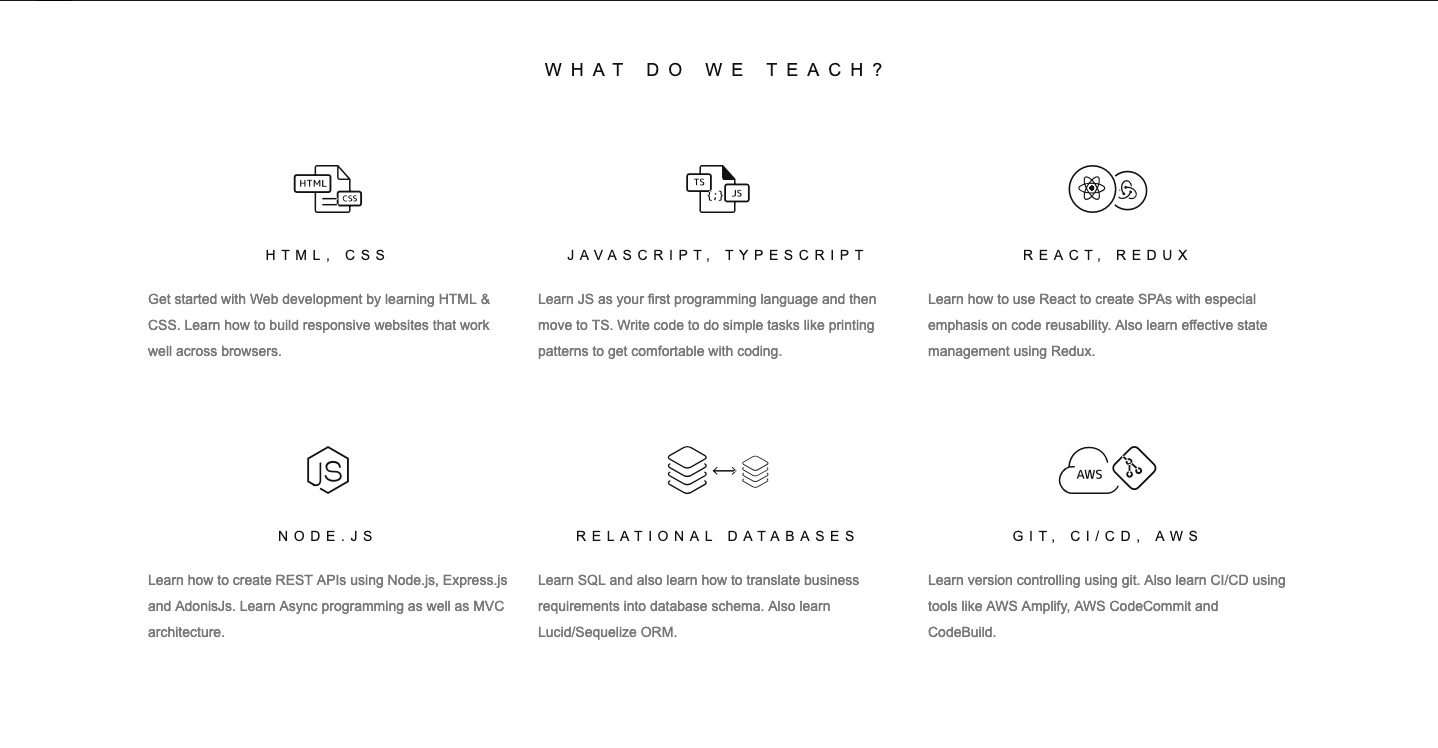 WHAT DO WE TEACH?
HTML
CSS
TS
{;}
JS
HTML, CSS
JAVASCRIPT, TYPESCRIPT
REACT, REDUX
Get started with Web development by learning HTML &
CSS. Learn how to build responsive websites that work
well across browsers.
Learn JS as your first programming language and then
move to TS. Write code to do simple tasks like printing
patterns to get comfortable with coding.
Learn how to use React to create SPAs with especial
emphasis on code reusability. Also learn effective state
management using Redux.
JS
AWS
NODE.JS
RELATIONAL DATABASES
GIT, CI/CD, AWS
Learn how to create REST APIs using Node.js, Express.js
and AdonisJs. Learn Async programming as well as MVC
architecture.
Learn SQL and also learn how to translate business
requirements into database schema. Also learn
Lucid/Sequelize ORM.
Learn version controlling using git. Also learn CI/CD using
tools like AWS Amplify, AWS CodeCommit and
CodeBuild.